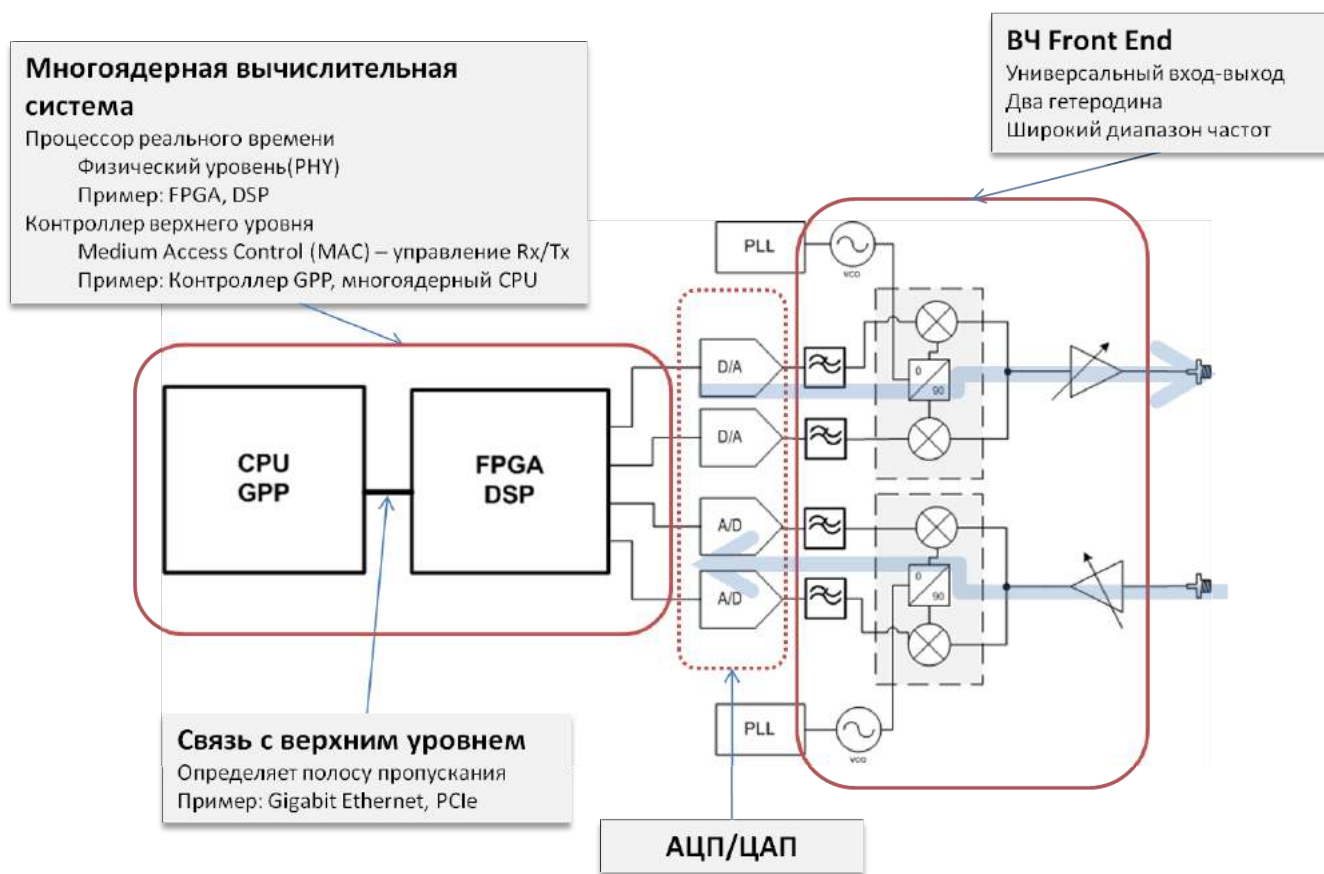 Многоядерная вычислительная
система
Процессор реального времени
Физический уровень(PHY)
Пример: FPGA, DSP
Контроллер верхнего уровня
Medium Access Control (MAC) – управление Rx/Tx
Пример: Контроллер GPP, многоядерный CPU
ВЧ Front End
Универсальный вход-выход
Два гетеродина
Широкий диапазон частот
PLL
VCO
D/A
0
90
D/A
CPU
GPP
FPGA
DSP
A/D
0
90
A/D
PLL
VCO
Связь с верхним уровнем
Определяет полосу пропускания
Пример: Gigabit Ethernet, PCIe
АЦП/ЦАП